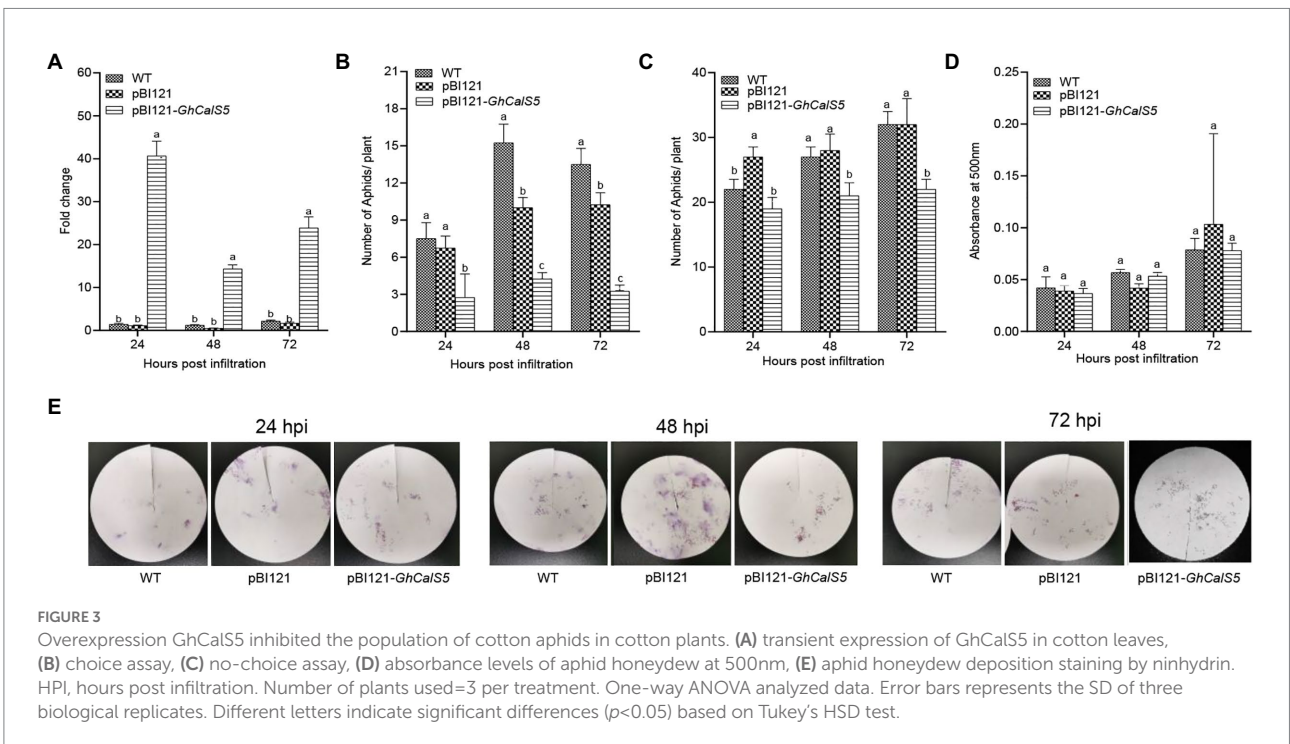 A
Fold change
60
50
40
30
20
10
0
WT
pBI121
pBI121-GhCalS5
b b a
b b a
b b a
24 48 72
Hours post infiltration
B
Number of Aphids/ plant
21
18
15
12
9
6
3
0
WT
pBI121
pBI121-GhCalS5
a a b
a b c
a b c
24 48 72
Hours post infiltration
C
Number of Aphids/ plant
40
30
20
10
0
WT
pBI121
pBI121-GhCalS5
b a b
a a b
a a b
24 48 72
Hours post infiltration
D
Absorbance at 500nm
0.25
0.20
0.15
0.10
0.05
0.00
WT
pBI121
pBI121-GhCalS5
a a a
a a a
a a a
24 48 72
Hours post infiltration
E
24 hpi
WT pBI121 pBI121-GhCalS5
48 hpi
WT pBI121 pBI121-GhCalS5
72 hpi
WT pBI121 pBI121-GhCalS5
FIGURE 3
Overexpression GhCalS5 inhibited the population of cotton aphids in cotton plants. (A) transient expression of GhCalS5 in cotton leaves,
(B) choice assay, (C) no-choice assay, (D) absorbance levels of aphid honeydew at 500nm, (E) aphid honeydew deposition staining by ninhydrin.
HPI, hours post infiltration. Number of plants used=3 per treatment. One-way ANOVA analyzed data. Error bars represents the SD of three
biological replicates. Different letters indicate significant differences (p<0.05) based on Tukey's HSD test.